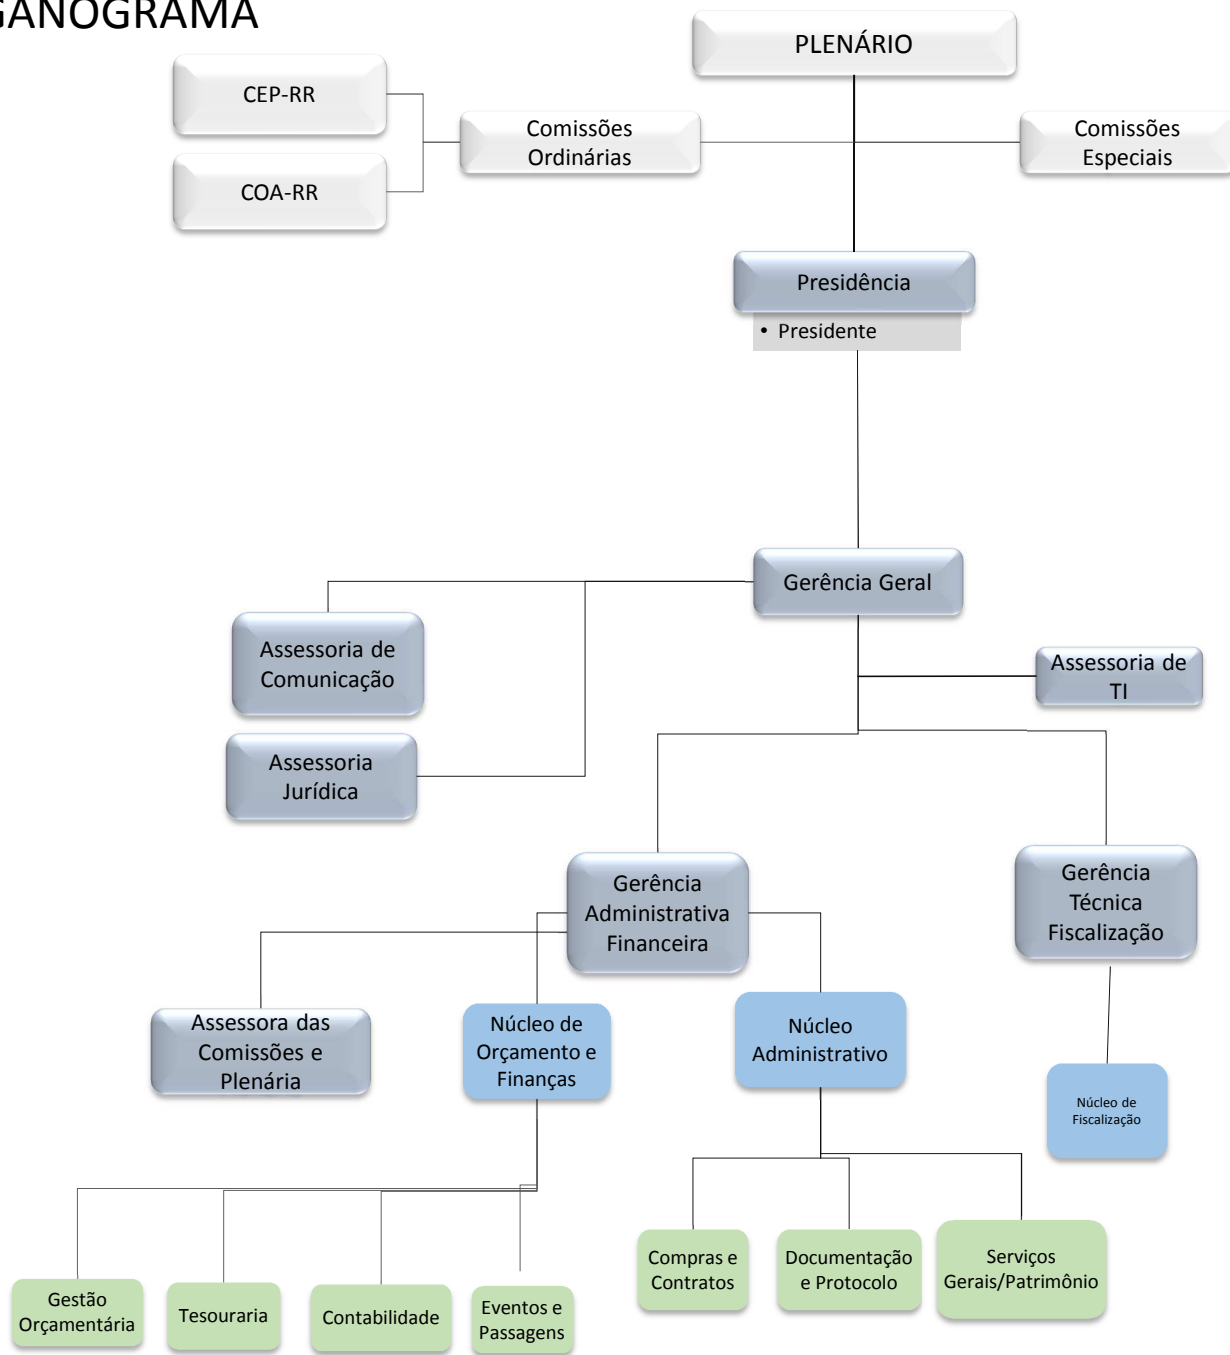 GANOGRAMA
PLENÁRIO
CEP-RR
Comissões
Ordinárias
Comissões
Especiais
COA-RR
Presidência
• Presidente
Gerência Geral
Assessoria de
Comunicação
Assessoria de
TI
Assessoria
Jurídica
Gerência
Administrativa
Financeira
Gerência
Técnica
Fiscalização
Assessora das
Comissões e
Plenária
Núcleo de
Orçamento e
Finanças
Núcleo
Administrativo
Núcleo de
Fiscalização
Compras e
Contratos
Documentação
e Protocolo
Serviços
Gerais/Patrimônio
Gestão
Orçamentária
Tesouraria
Contabilidade
Eventos e
Passagens